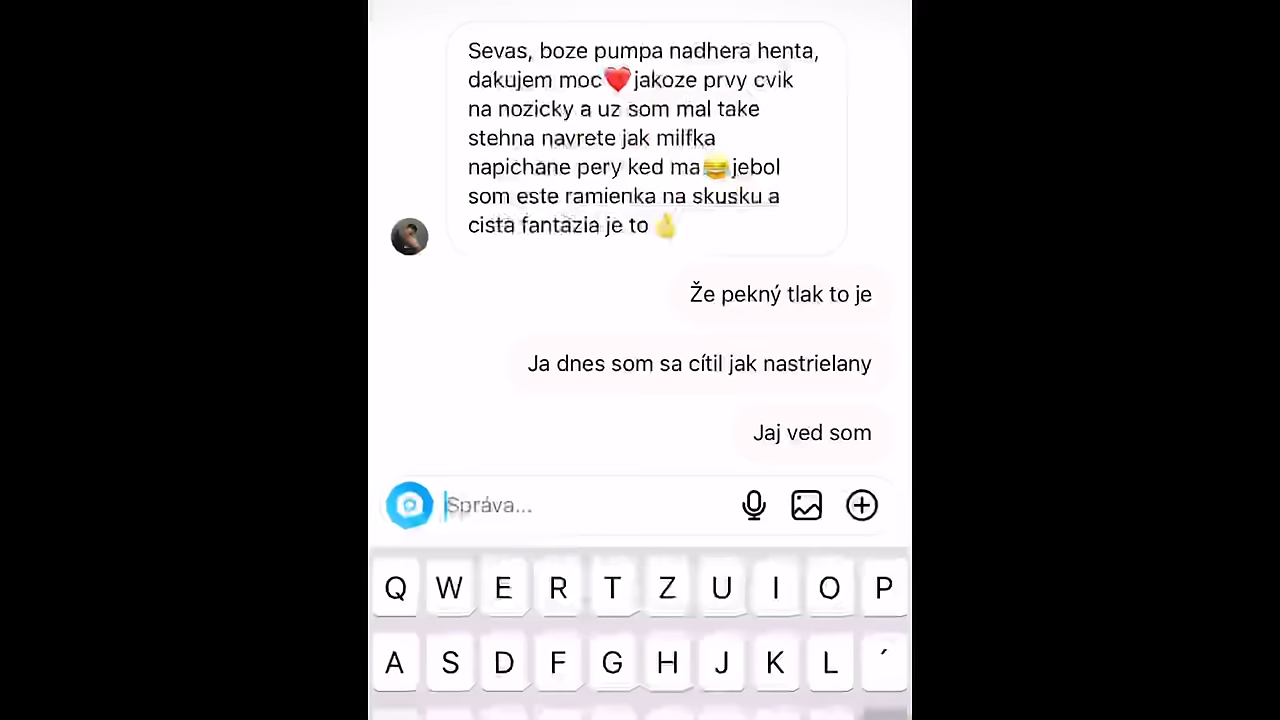 Sevas, boze pumpa nadhera henta,
dakujem moc❤️jakoze prvy cvik
na nozicky a uz som mal take
stehna navrete jak milfka
napichane pery ked ma😂jebol
som este ramienka na skusku a
cista fantazia je to 👍
Že pekný tlak to je
Ja dnes som sa cítil jak nastrielany
Jaj ved som
Správa...
Q W E R T Z U I O P
A S D F G H J K L ´